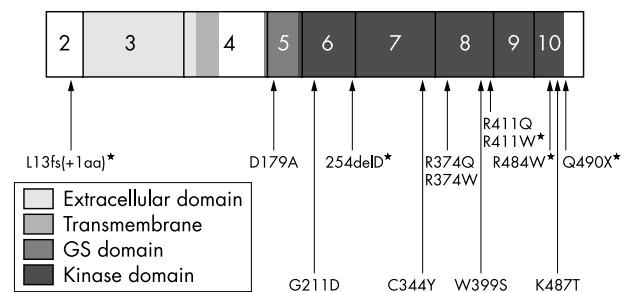 2 3 4 5 6 7 8 9 10
L13fs(+1aa)★
D179A
254delD★
R374Q
R374W
R411Q
R411W★
R484W★
Q490X★
G211D
C344Y
W399S
K487T
Extracellular domain
Transmembrane
GS domain
Kinase domain